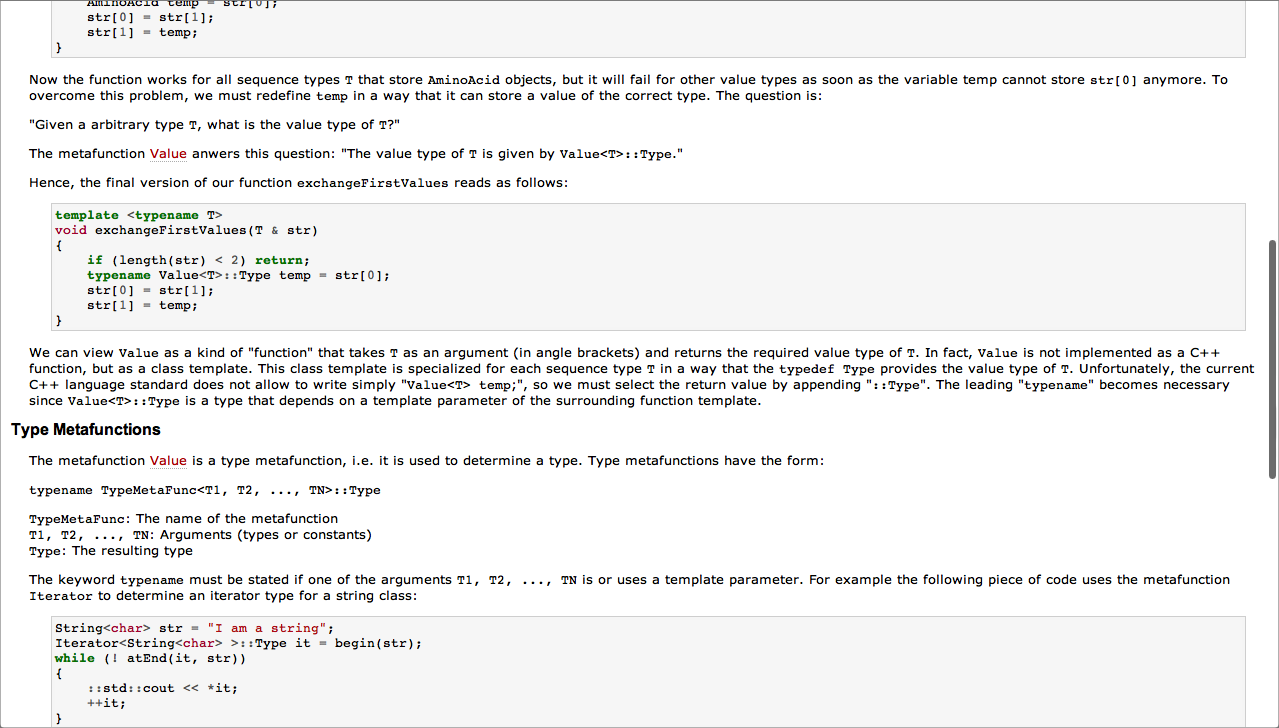 AminoAcid temp = str[0];
str[0] = str[1];
str[1] = temp;
}
Now the function works for all sequence types T that store AminoAcid objects, but it will fail for other value types as soon as the variable temp cannot store str[0] anymore. To
overcome this problem, we must redefine temp in a way that it can store a value of the correct type. The question is:
"Given a arbitrary type T, what is the value type of T?"
The metafunction Value anwers this question: "The value type of T is given by Value<T>::Type."
Hence, the final version of our function exchangeFirstValues reads as follows:
template <typename T>
void exchangeFirstValues(T & str)
{
if (length(str) < 2) return;
typename Value<T>::Type temp = str[0];
str[0] = str[1];
str[1] = temp;
}
We can view Value as a kind of "function" that takes T as an argument (in angle brackets) and returns the required value type of T. In fact, Value is not implemented as a C++
function, but as a class template. This class template is specialized for each sequence type T in a way that the typedef Type provides the value type of T. Unfortunately, the current
C++ language standard does not allow to write simply "Value<T> temp;", so we must select the return value by appending "::Type". The leading "typename" becomes necessary
since Value<T>::Type is a type that depends on a template parameter of the surrounding function template.
Type Metafunctions
The metafunction Value is a type metafunction, i.e. it is used to determine a type. Type metafunctions have the form:
typename TypeMetaFunc<T1, T2, ..., TN>::Type
TypeMetaFunc: The name of the metafunction
T1, T2, ..., TN: Arguments (types or constants)
Type: The resulting type
The keyword typename must be stated if one of the arguments T1, T2, ..., TN is or uses a template parameter. For example the following piece of code uses the metafunction
Iterator to determine an iterator type for a string class:
String<char> str = "I am a string";
Iterator<String<char> >::Type it = begin(str);
while (! atEnd(it, str))
{
::std::cout << *it;
++it;
}